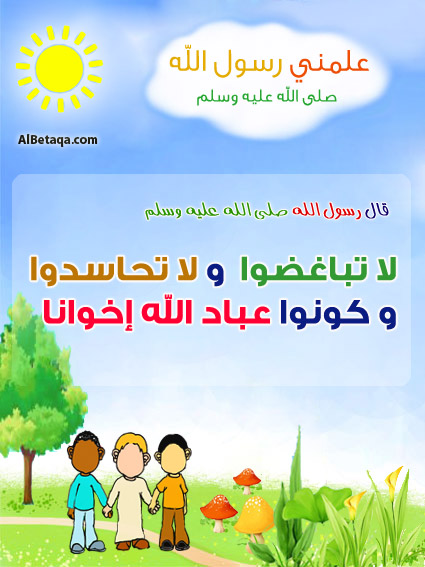 علمني رسول الله
صلى الله عليه وسلم
AlBetaqa.com
قال رسول الله صلى الله عليه وسلم
لا تباغضوا و لا تحاسدوا
و كونوا عباد الله إخوانا